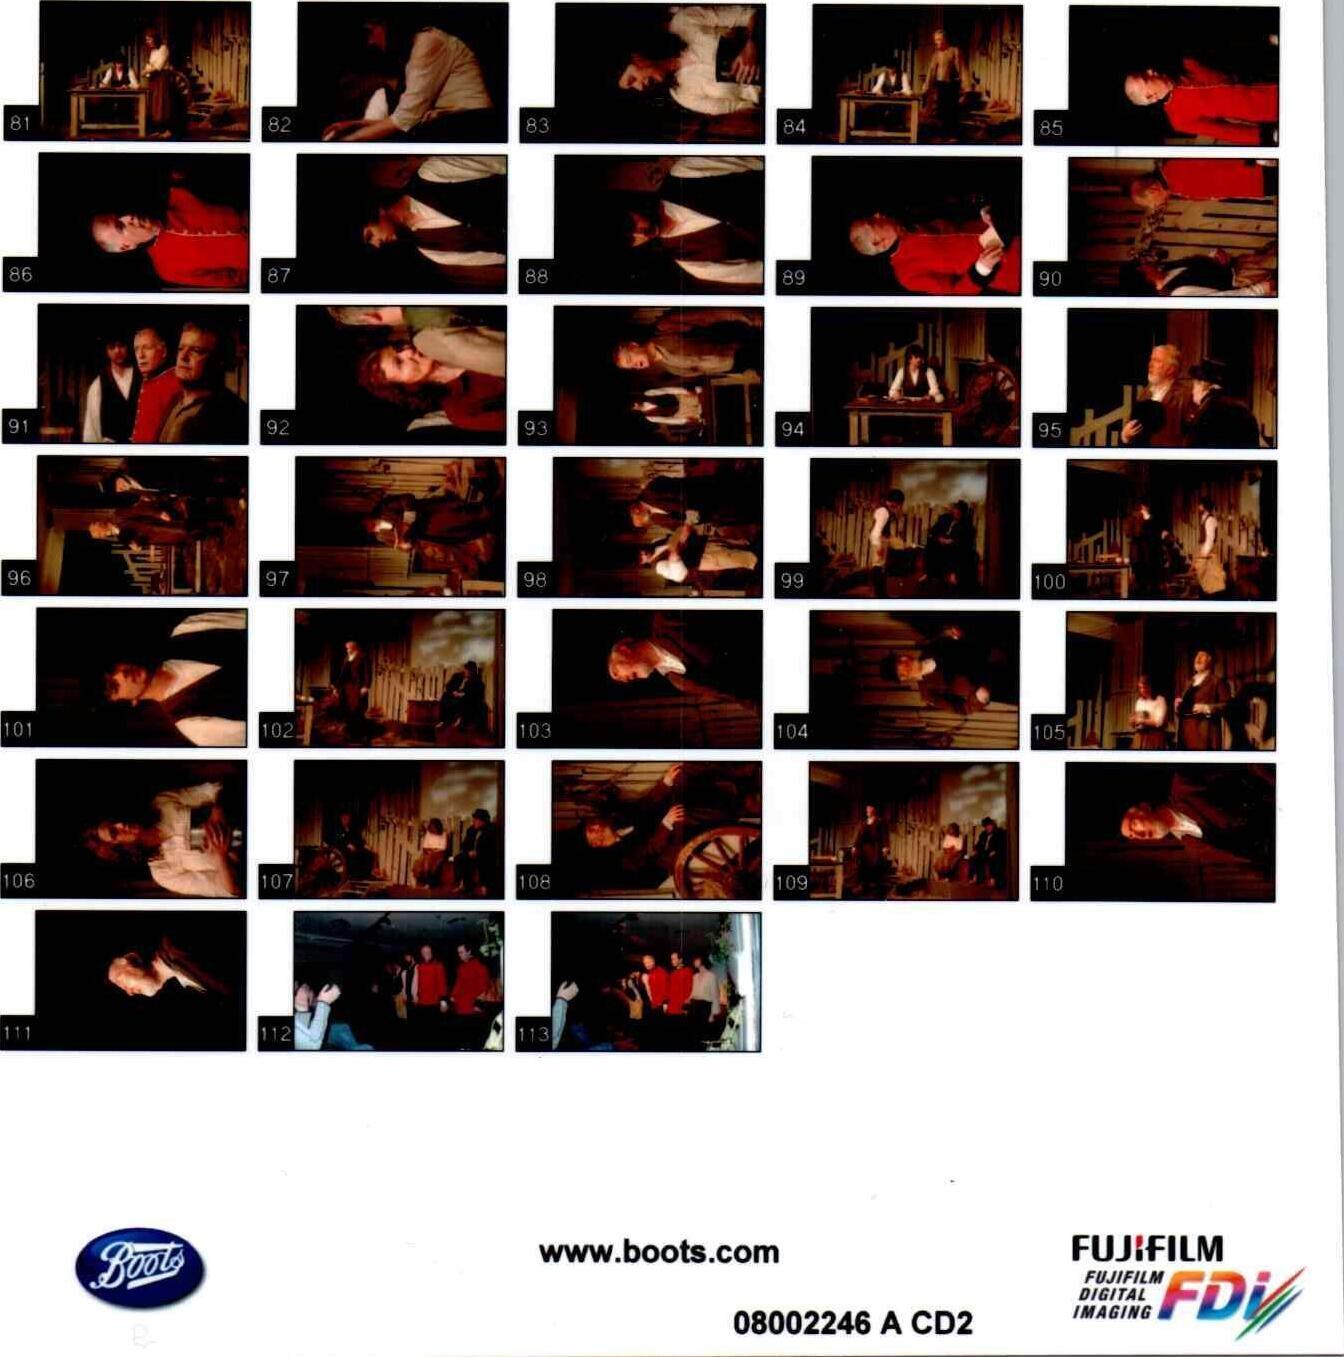 81 82 83 84 85
86 87 88 89 90
91 92 93 94 95
96 97 98 99 100
101 102 103 104 105
106 107 108 109 110
111 112 113
Boots
www.boots.com
FUJIFILM
FUJIFILM
DIGITAL
IMAGING
FDi
08002246 A CD2